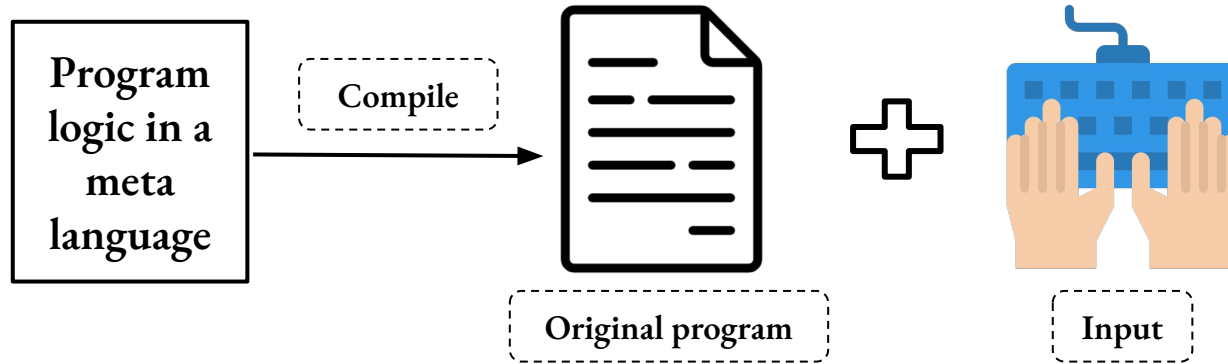 Program
logic in a
meta
language
Compile
Original program
Input